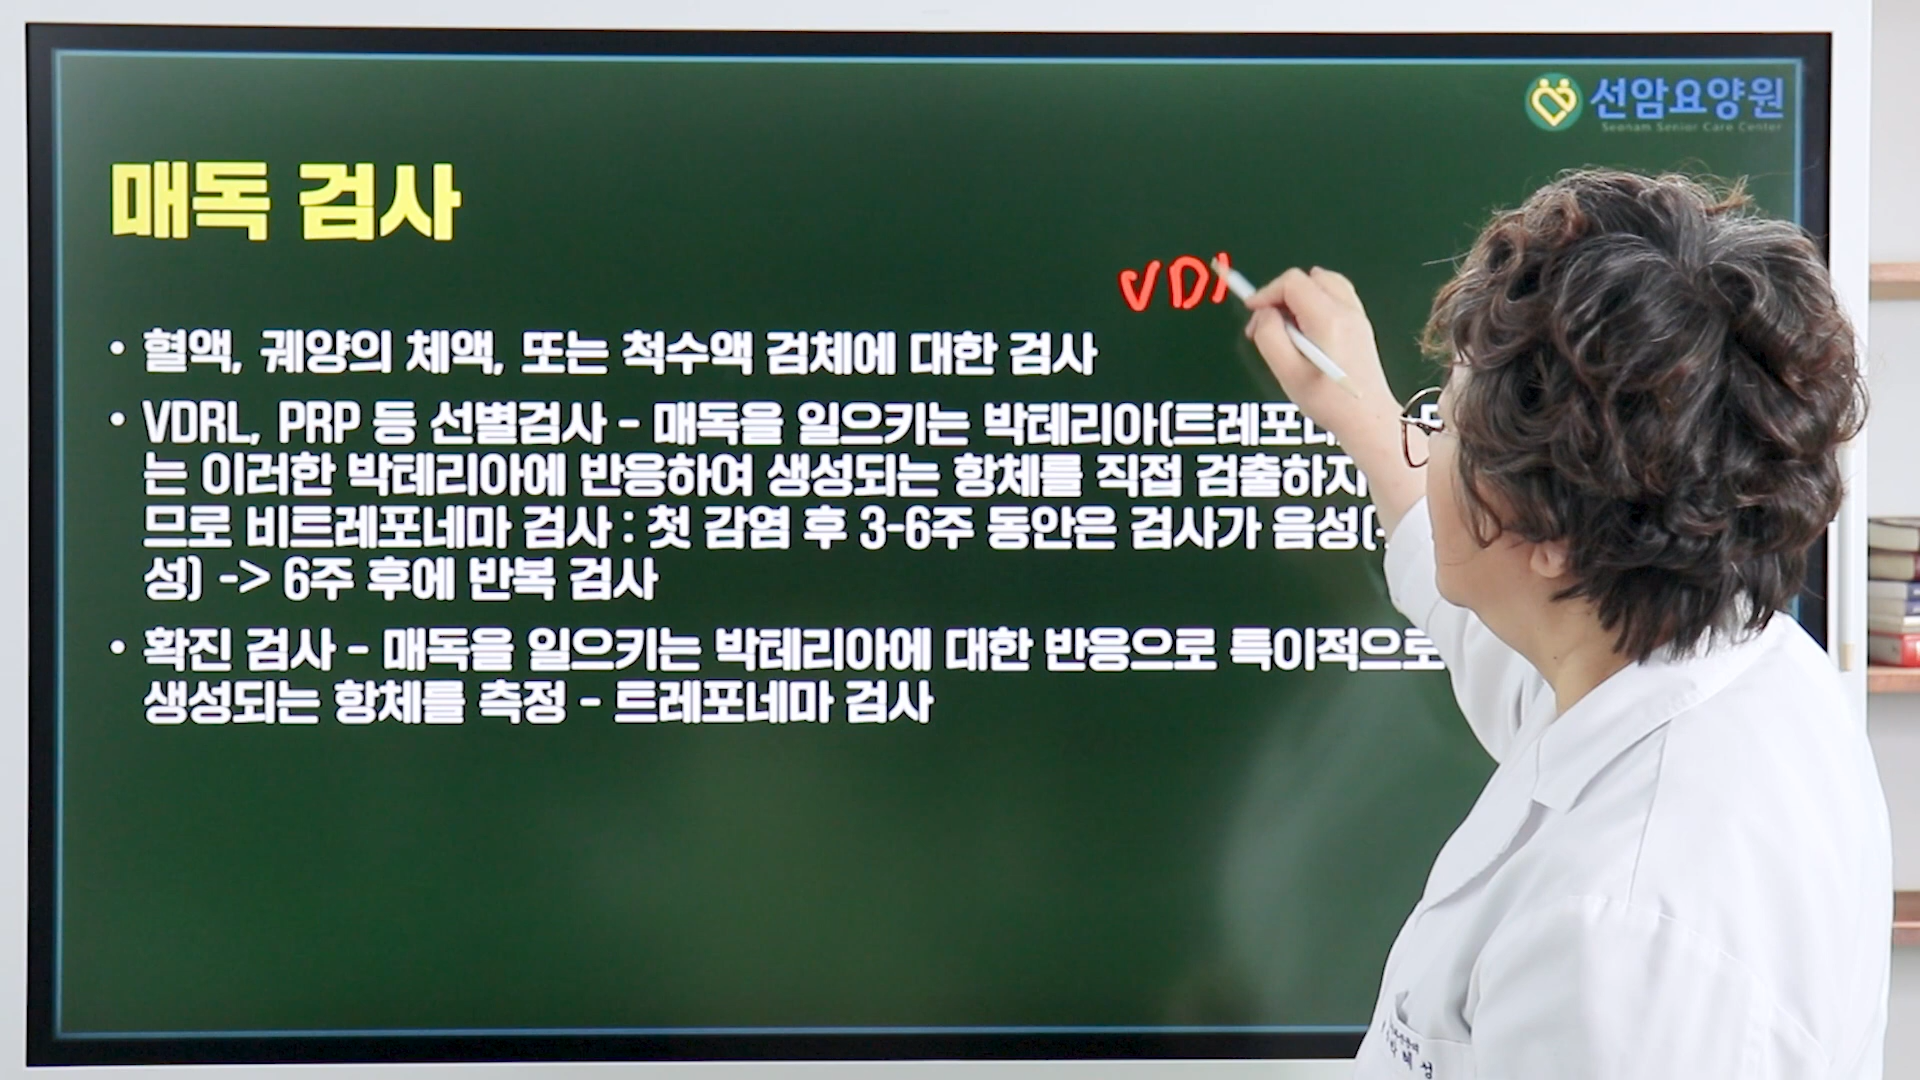 선암요양원
Seonam Senior Care Center
매독 검사
VD
• 혈액, 궤양의 체액, 또는 척수액 검체에 대한 검사
• VDRL, PRP 등 선별검사 - 매독을 일으키는 박테리아(트레포
는 이러한 박테리아에 반응하여 생성되는 항체를 직접 검출하지
므로 비트레포네마 검사 : 첫 감염 후 3-6주 동안은 검사가 음성(
성) -> 6주 후에 반복 검사
• 확진 검사 - 매독을 일으키는 박테리아에 대한 반응으로 특이적으로
생성되는 항체를 측정 - 트레포네마 검사
혜성